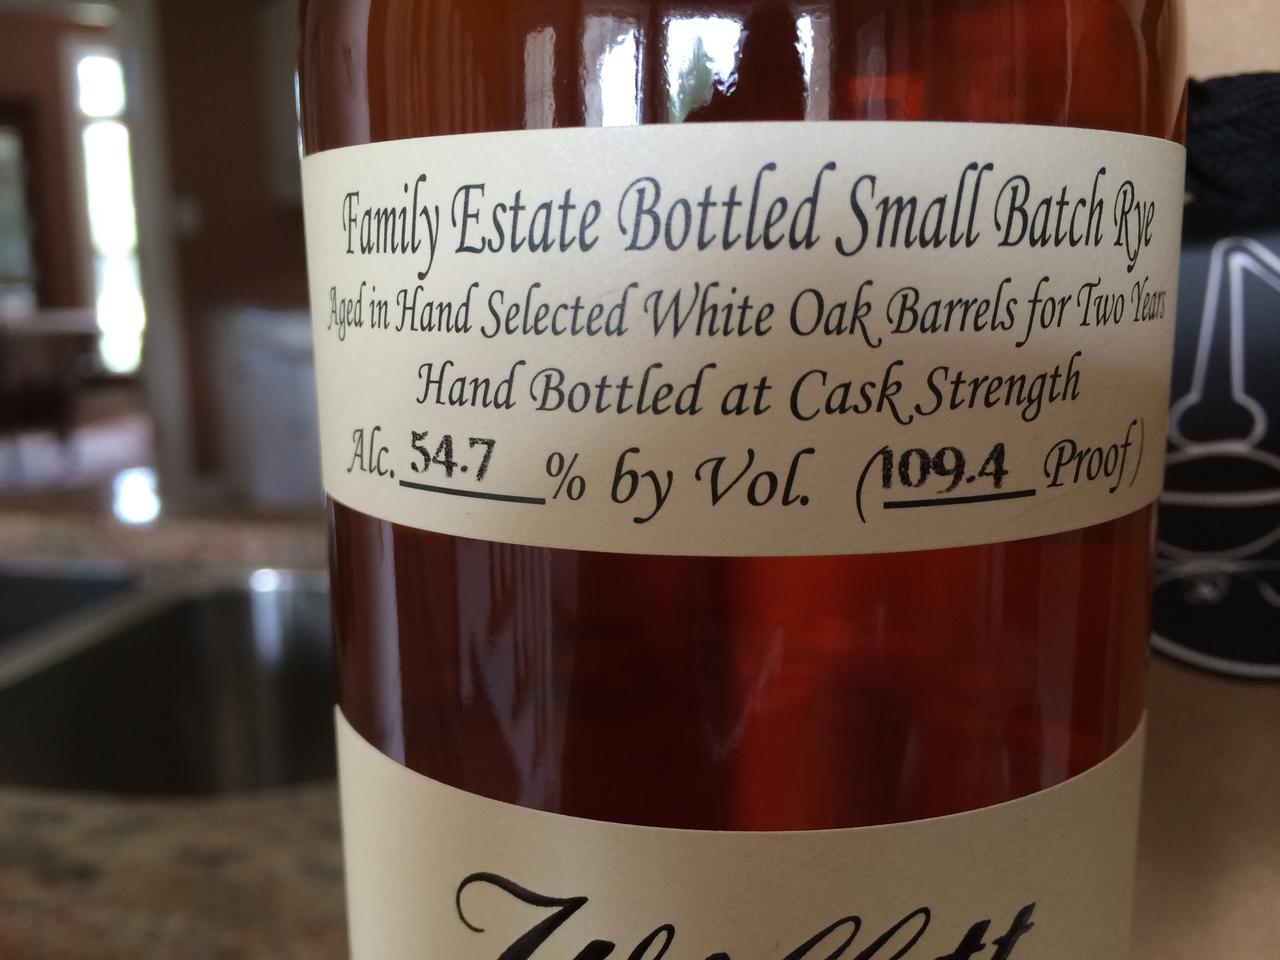 Family Estate Bottled Small Batch Rye
Aged in Hand Selected White Oak Barrels for Two Years
Hand Bottled at Cask Strength
Alc. 54.7 % by Vol. (109.4 Proof)